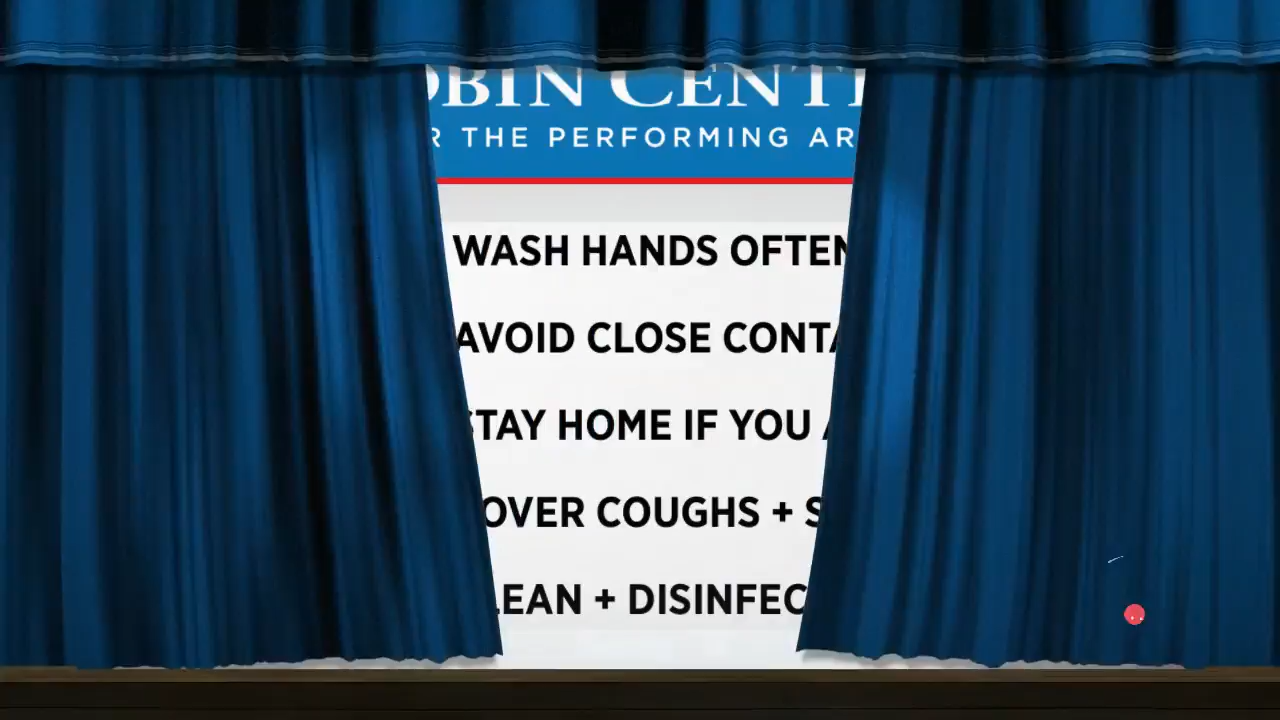 OBIN CENT
THE PERFORMING AR
WASH HANDS OFTEN
AVOID CLOSE CONTA
STAY HOME IF YOU
OVER COUGHS + S
LEAN + DISINFEC